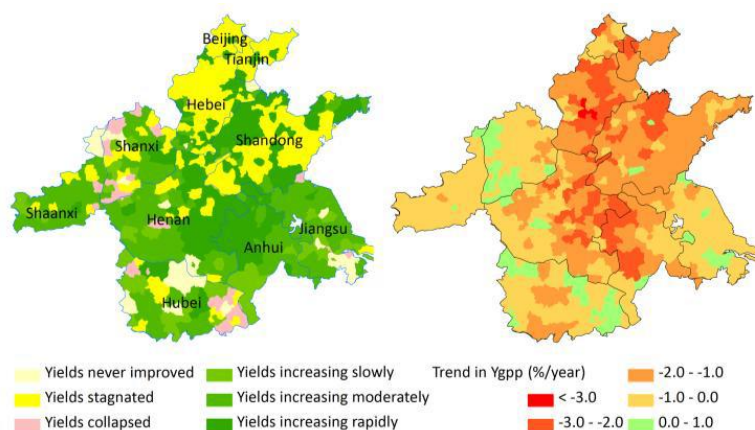 Beijing
Tianjin
Hebei
Shanxi
Shandong
Shaanxi
Henan
Jiangsu
Anhui
Hubei
Yields never improved
Yields stagnated
Yields collapsed
Yields increasing slowly
Yields increasing moderately
Yields increasing rapidly
Trend in Ygpp (%/year)
< -3.0
-3.0 - -2.0
-2.0 - -1.0
-1.0 - 0.0
0.0 - 1.0